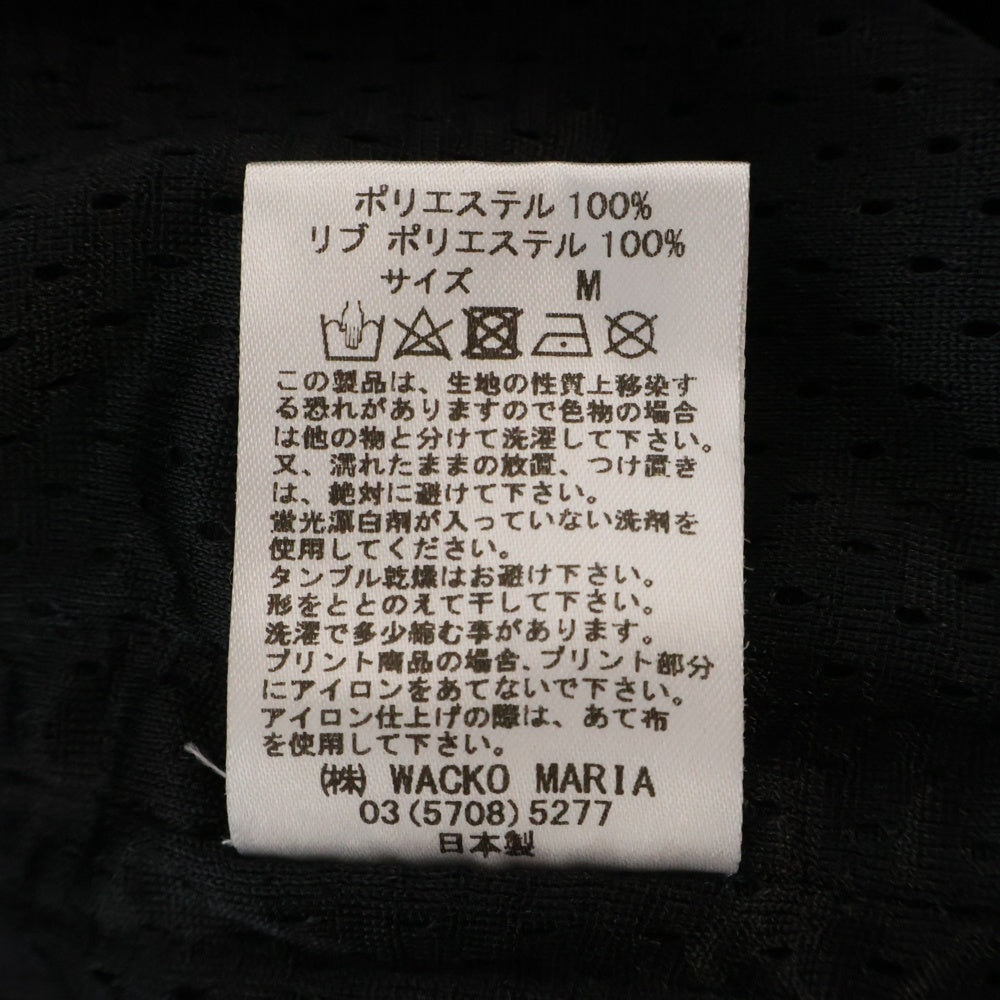 ポリエステル 100%
リブ ポリエステル 100%
サイズ M
この製品は、生地の性質上移染す
る恐れがありますので色物の場合
は他の物と分けて洗濯して下さい。
又、濡れたままの放置、つけ置き
は、絶対に避けて下さい。
蛍光漂白剤が入っていない洗剤を
使用してください。
タンブル乾燥はお避け下さい。
形をととのえて干して下さい。
洗濯で多少縮む事があります。
プリント商品の場合、プリント部分
にアイロンをあてないで下さい。
アイロン仕上げの際は、あて布
を使用して下さい。
(株) WACKO MARIA
03(5708)5277
日本製